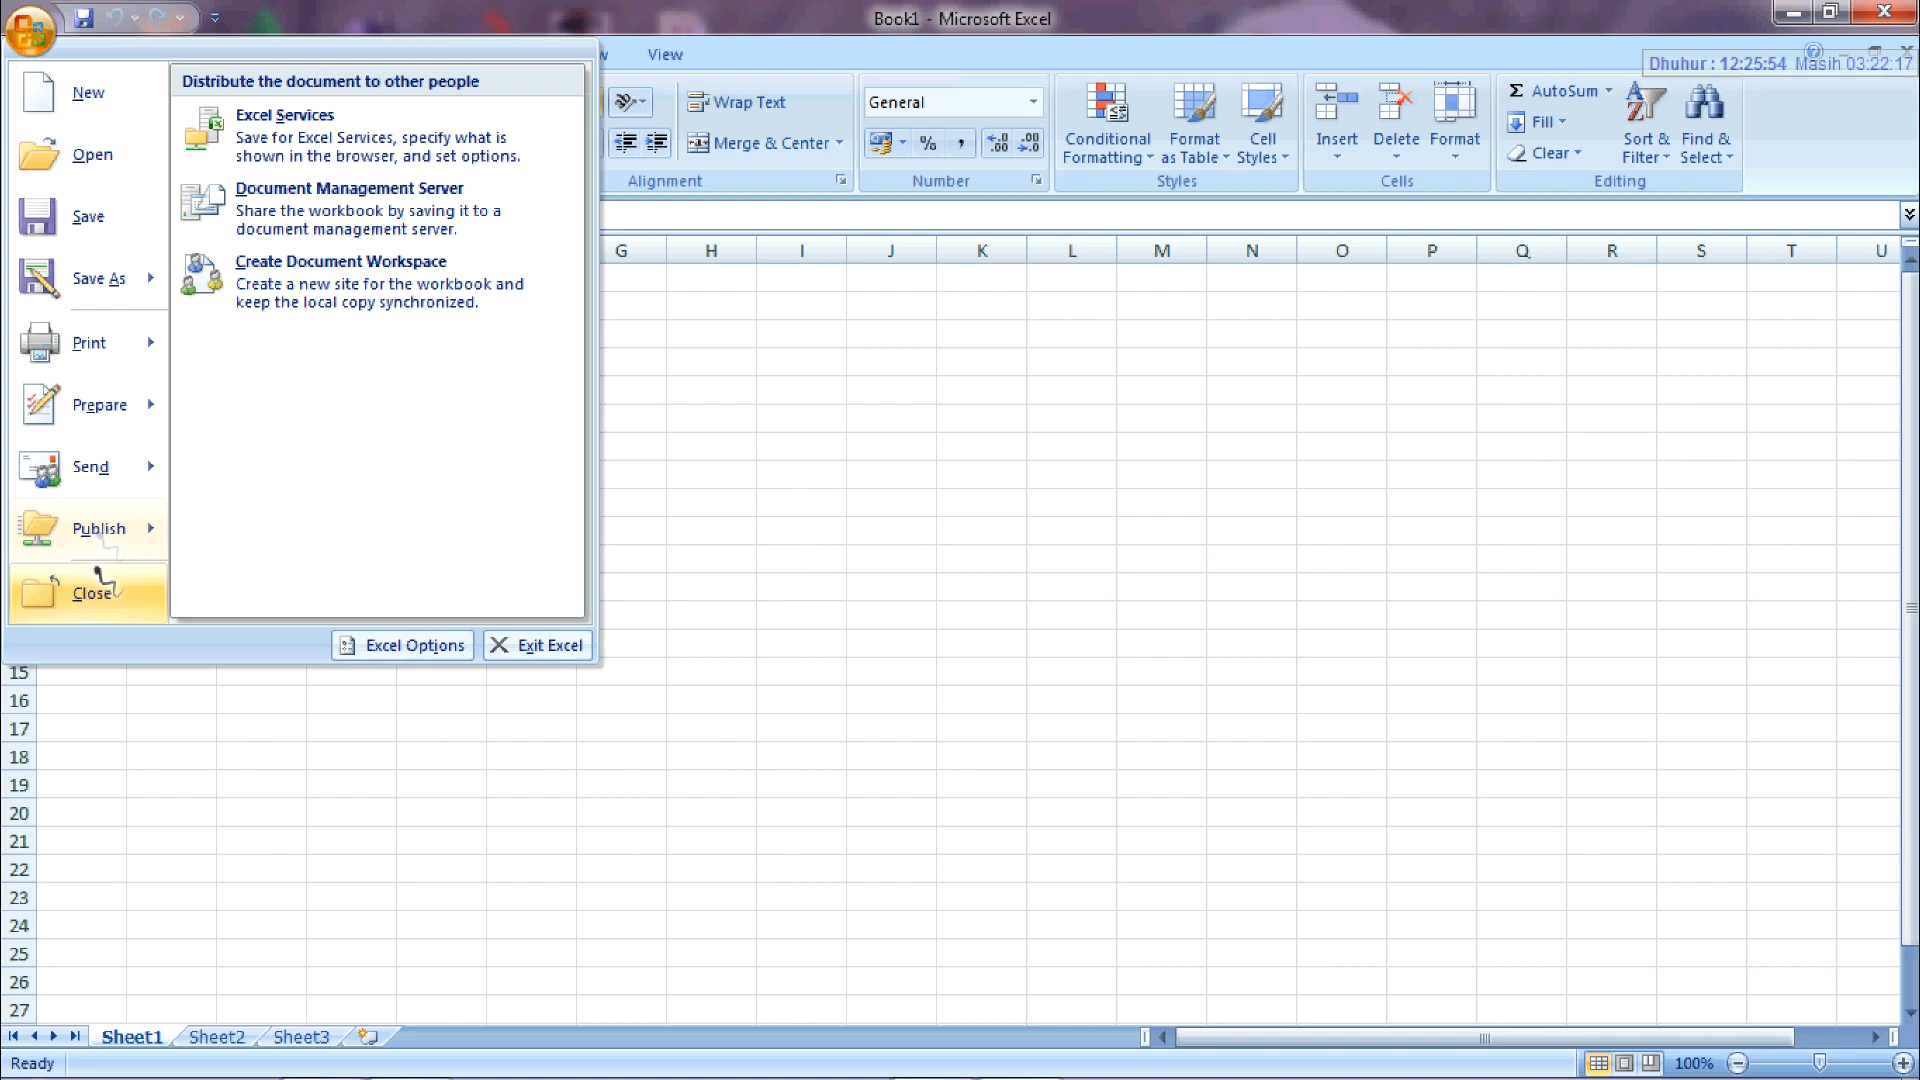 Book1 - Microsoft Excel
View
Dhuhur : 12:25:54 Masih 03:22:17
New
Open
Save
Save As
Print
Prepare
Send
Publish
Close
Distribute the document to other people
Excel Services
Save for Excel Services, specify what is
shown in the browser, and set options.
Document Management Server
Share the workbook by saving it to a
document management server.
Create Document Workspace
Create a new site for the workbook and
keep the local copy synchronized.
Excel Options
Exit Excel
Wrap Text
Merge & Center
Alignment
General
% , .00 .00
Number
Conditional
Formatting
Format
as Table
Cell
Styles
Styles
Insert
Delete
Format
Cells
Σ AutoSum
Fill
Clear
Sort &
Filter
Find &
Select
Editing
G H I J K L M N O P Q R S T U
15
16
17
18
19
20
21
22
23
24
25
26
27
Sheet1 Sheet2 Sheet3
Ready
100%